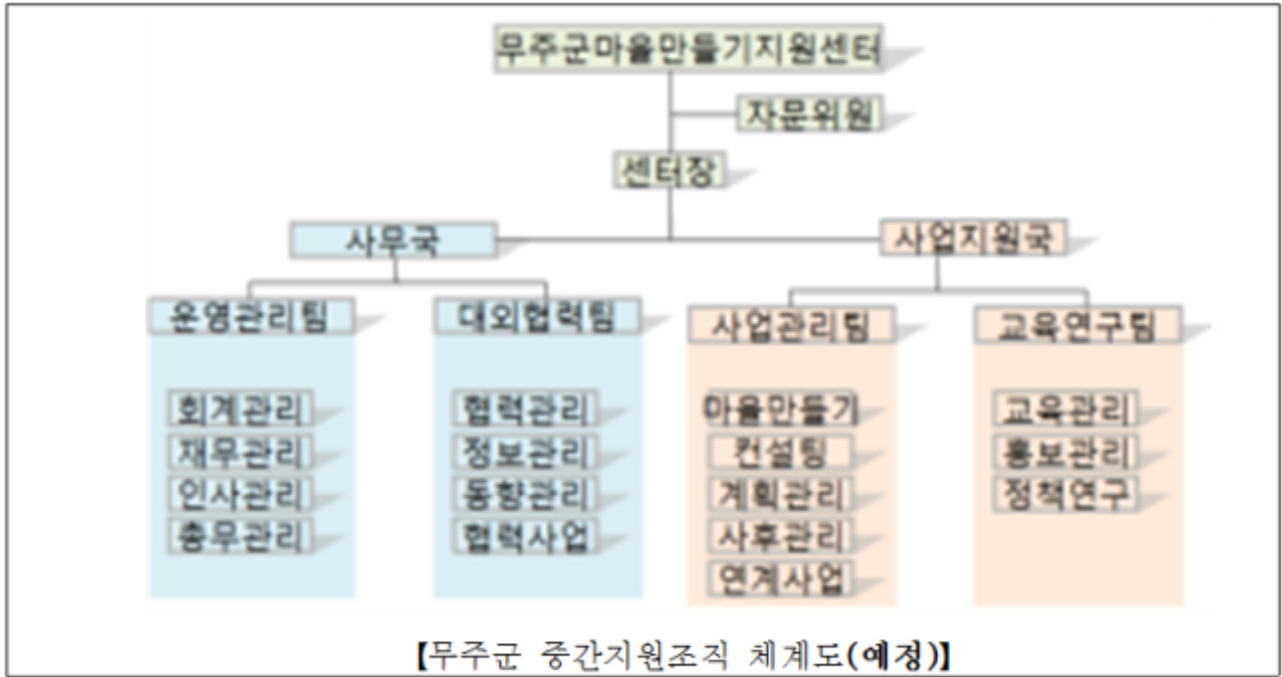 무주군마을만들기지원센터
자문위원
센터장
사무국
사업지원국
운영관리팀
대외협력팀
사업관리팀
교육연구팀
회계관리
재무관리
인사관리
총무관리
협력관리
정보관리
동향관리
협력사업
마을만들기
컨설팅
계획관리
사후관리
연계사업
교육관리
홍보관리
정책연구
【무주군 중간지원조직 체계도(예정)】